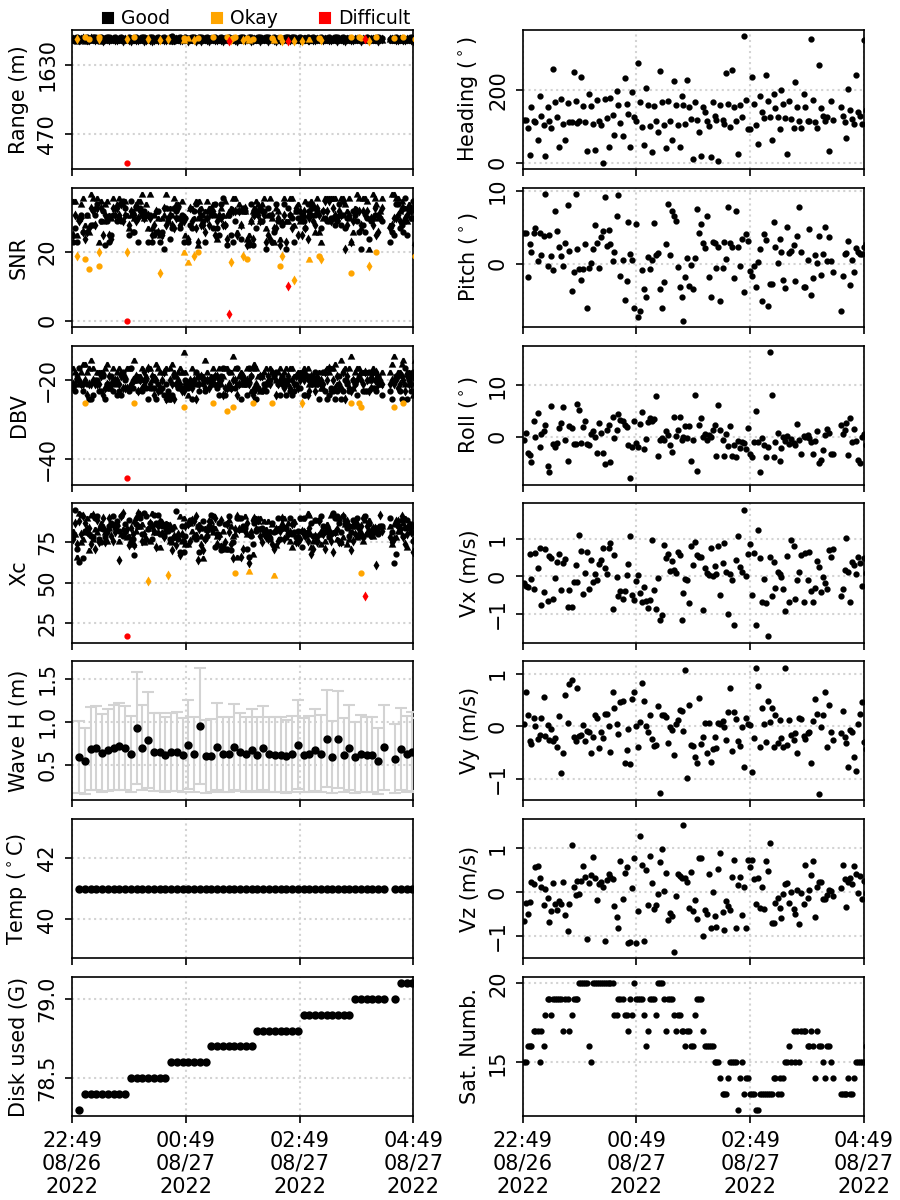 Good Okay Difficult
Range (m)
1630
470
Heading (°)
200
0
SNR
20
0
Pitch (°)
10
0
DBV
−20
−40
Roll (°)
10
0
Xc
75
50
25
Vx (m/s)
1
0
−1
Wave H (m)
1.5
1.0
0.5
Vy (m/s)
1
0
−1
Temp (°C)
42
40
Vz (m/s)
1
0
−1
Disk used (G)
79.0
78.5
Sat. Numb.
20
15
22:49 00:49 02:49 04:49 22:49 00:49 02:49 04:49
08/26 08/27 08/27 08/27 08/26 08/27 08/27 08/27
2022 2022 2022 2022 2022 2022 2022 2022